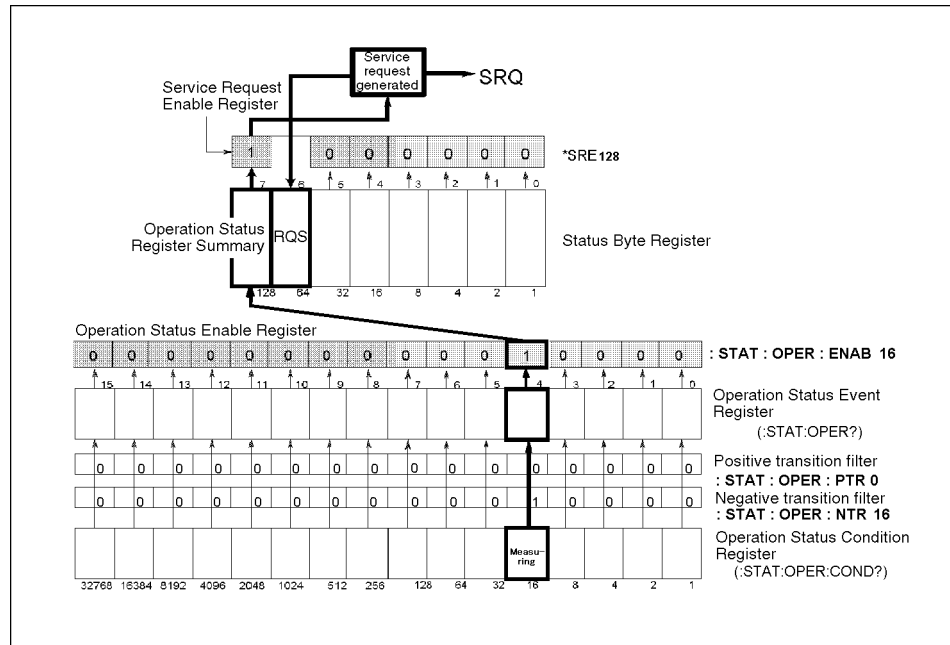 Service
request
generated
SRQ
Service Request
Enable Register
1 0 0 0 0 0 0
*SRE128
7 6 5 4 3 2 1 0
Operation Status
Register Summary
RQS
Status Byte Register
128 64 32 16 8 4 2 1
Operation Status Enable Register
0 0 0 0 0 0 0 0 0 0 0 1 0 0 0 0
: STAT : OPER : ENAB 16
15 14 13 12 11 10 9 8 7 6 5 4 3 2 1 0
Operation Status Event
Register
(:STAT:OPER?)
0 0 0 0 0 0 0 0 0 0 0 0 0 0 0 0
Positive transition filter
: STAT : OPER : PTR 0
0 0 0 0 0 0 0 0 0 0 0 1 0 0 0 0
Negative transition filter
: STAT : OPER : NTR 16
Measu-
ring
Operation Status Condition
Register
(:STAT:OPER:COND?)
32768 16384 8192 4096 2048 1024 512 256 128 64 32 16 8 4 2 1